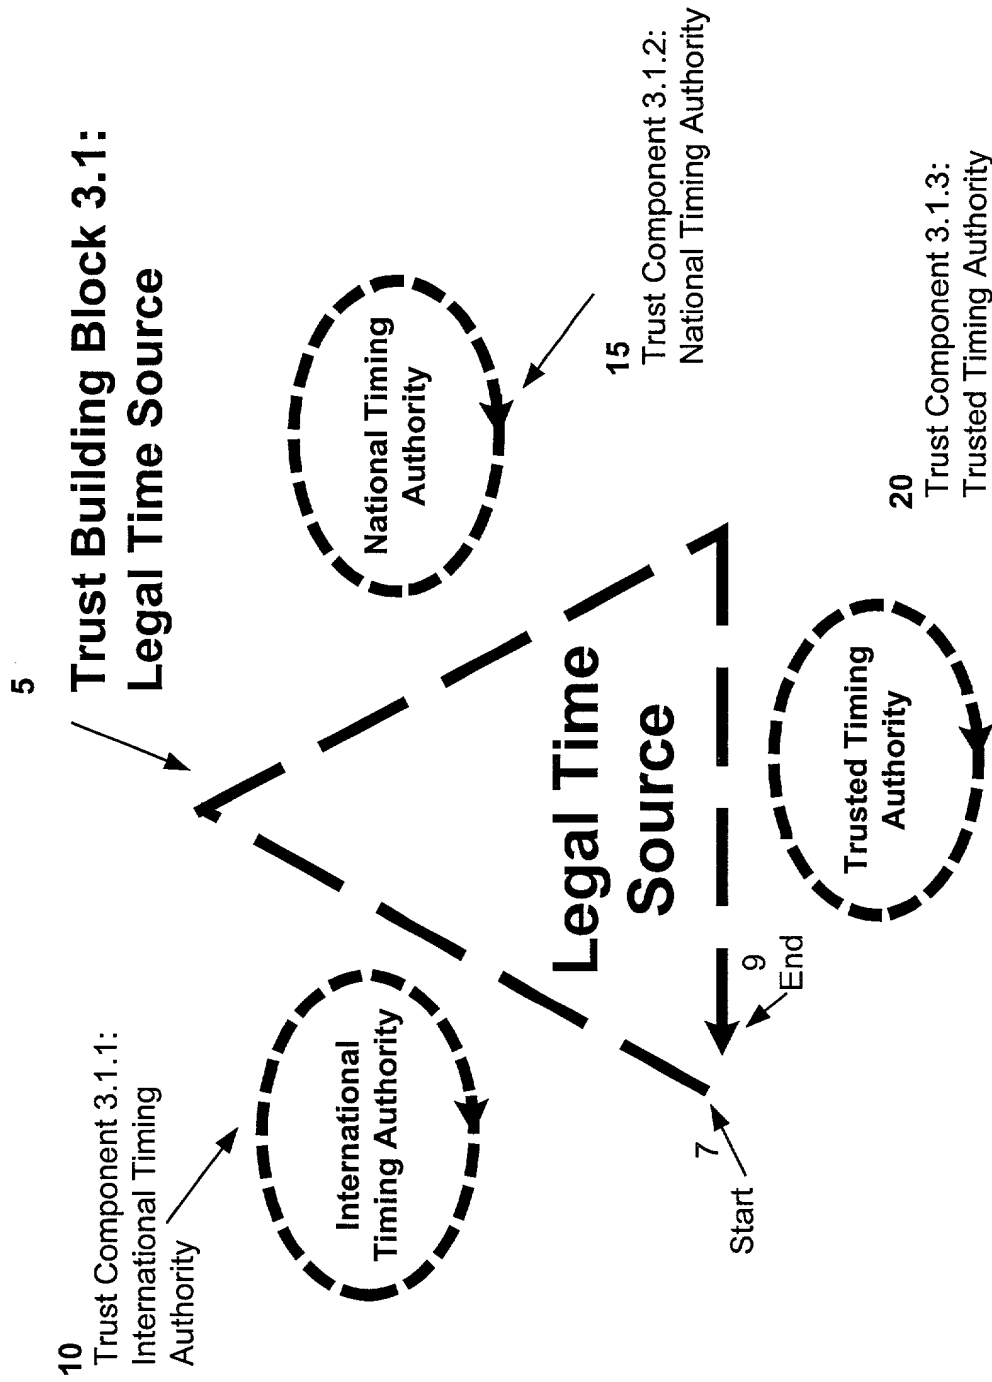 5
Trust Building Block 3.1:
Legal Time Source
10
Trust Component 3.1.1:
International Timing
Authority
International
Timing Authority
National Timing
Authority
15
Trust Component 3.1.2:
National Timing Authority
Legal Time
Source
7
Start
9
End
Trusted Timing
Authority
20
Trust Component 3.1.3:
Trusted Timing Authority